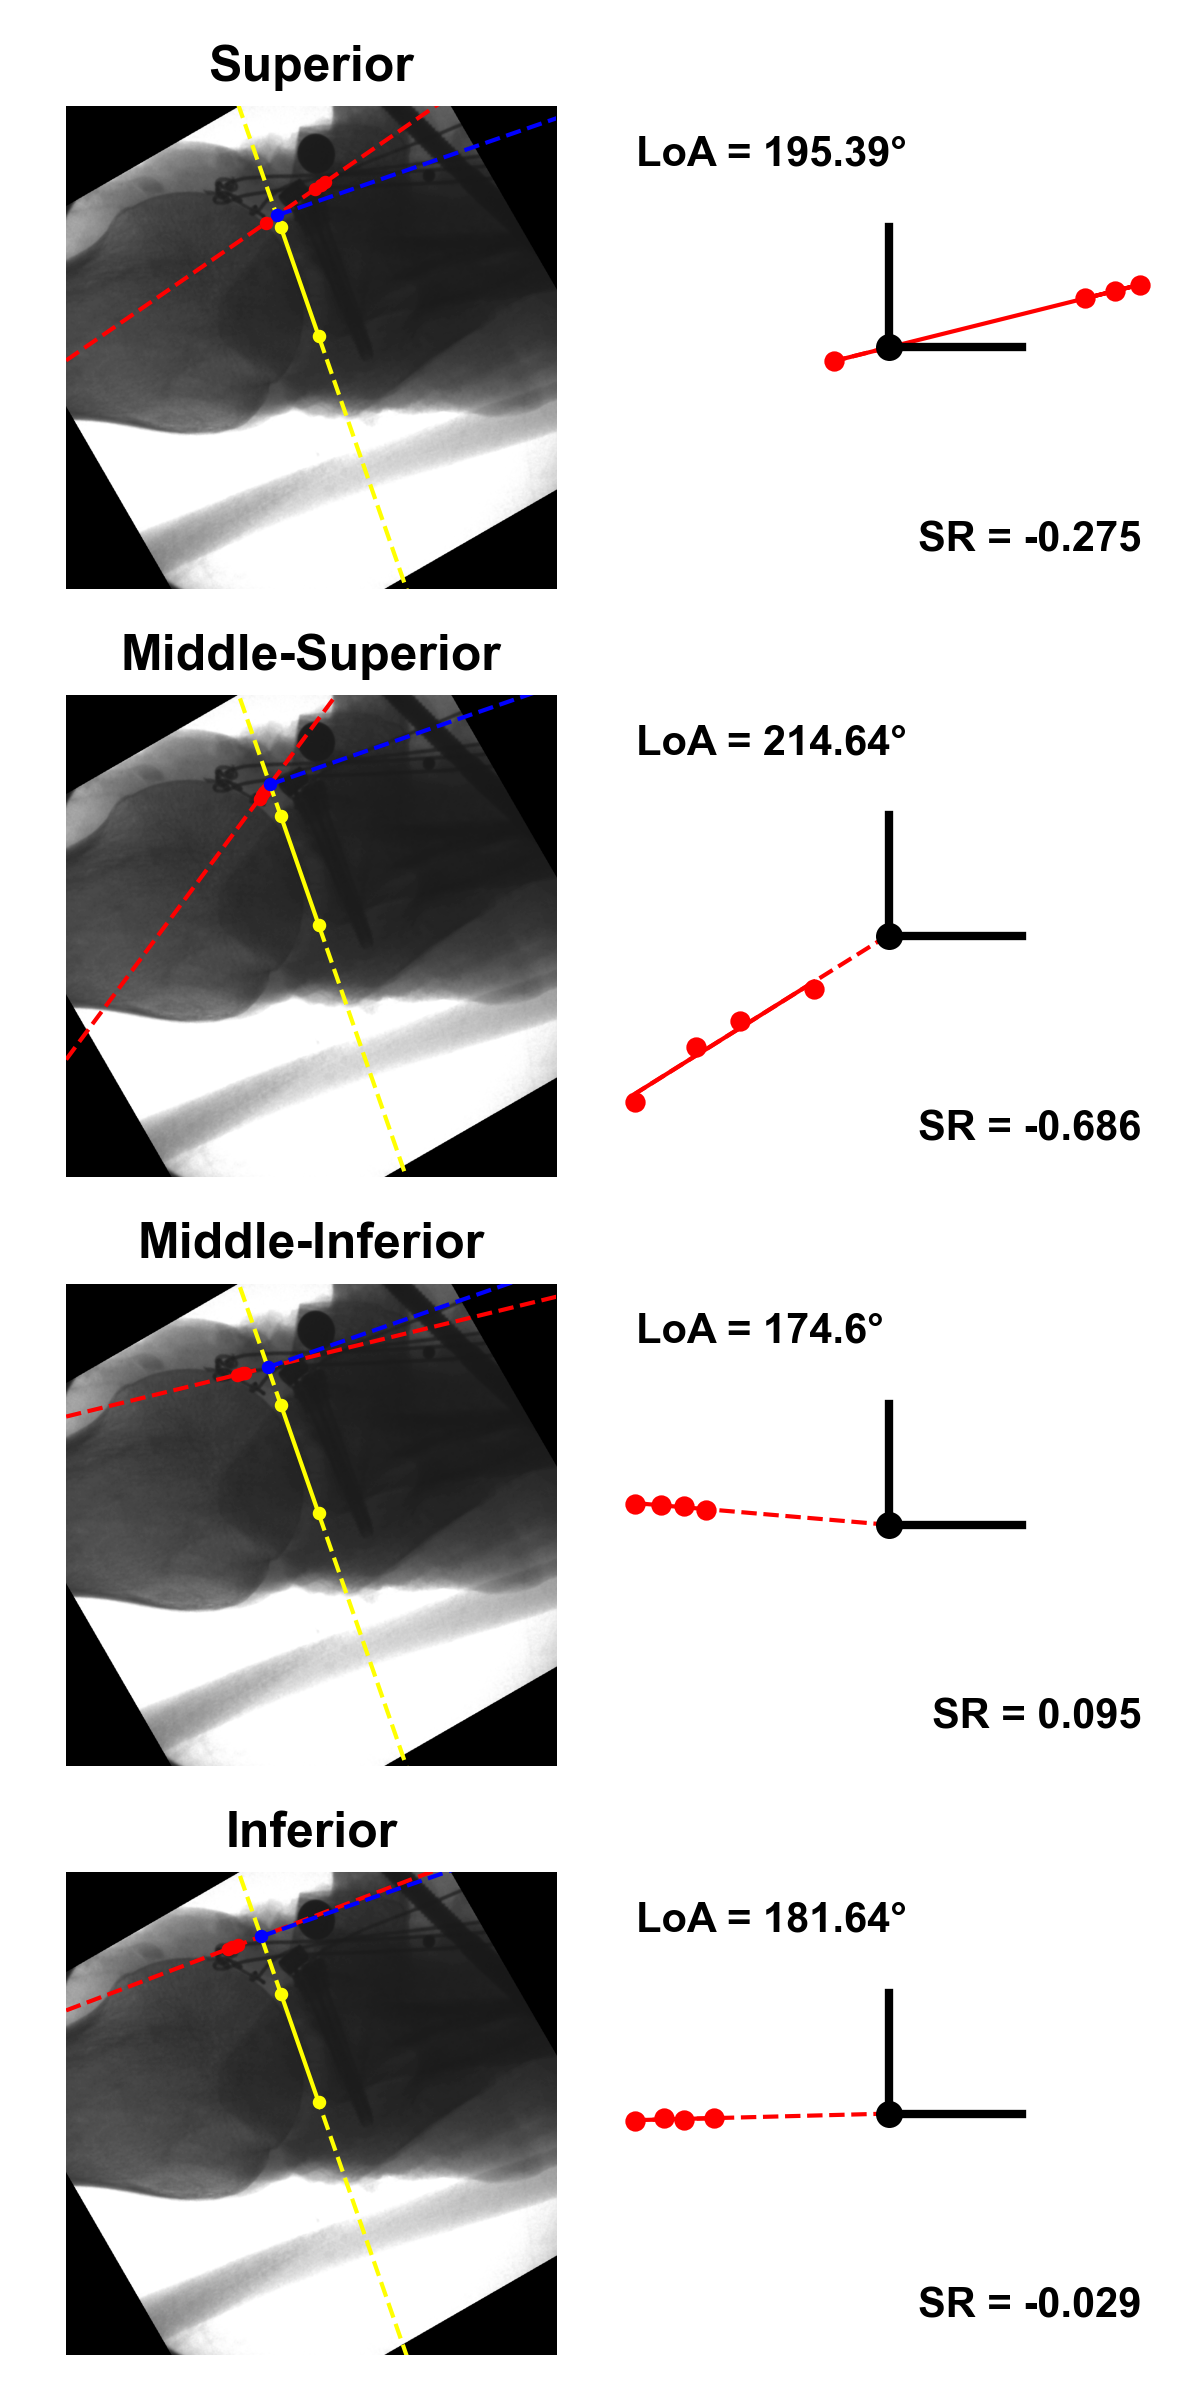 Superior
LoA = 195.39°
SR = -0.275
Middle-Superior
LoA = 214.64°
SR = -0.686
Middle-Inferior
LoA = 174.6°
SR = 0.095
Inferior
LoA = 181.64°
SR = -0.029